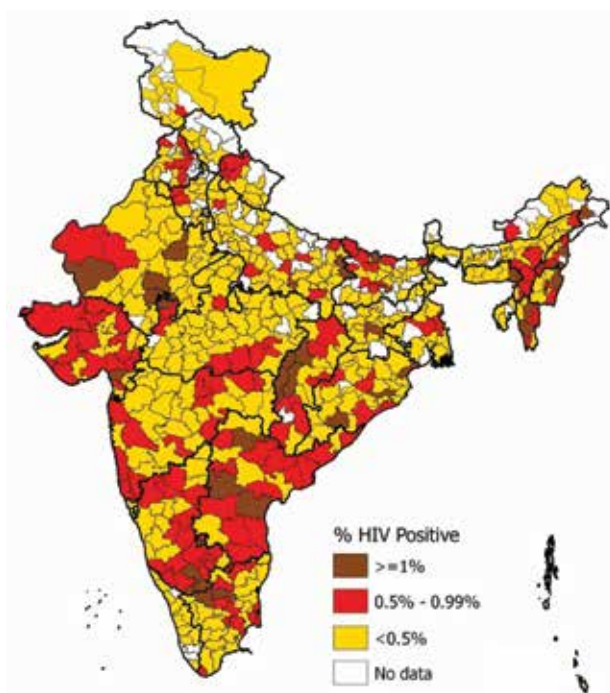 % HIV Positive
>=1%
0.5% - 0.99%
<0.5%
No data